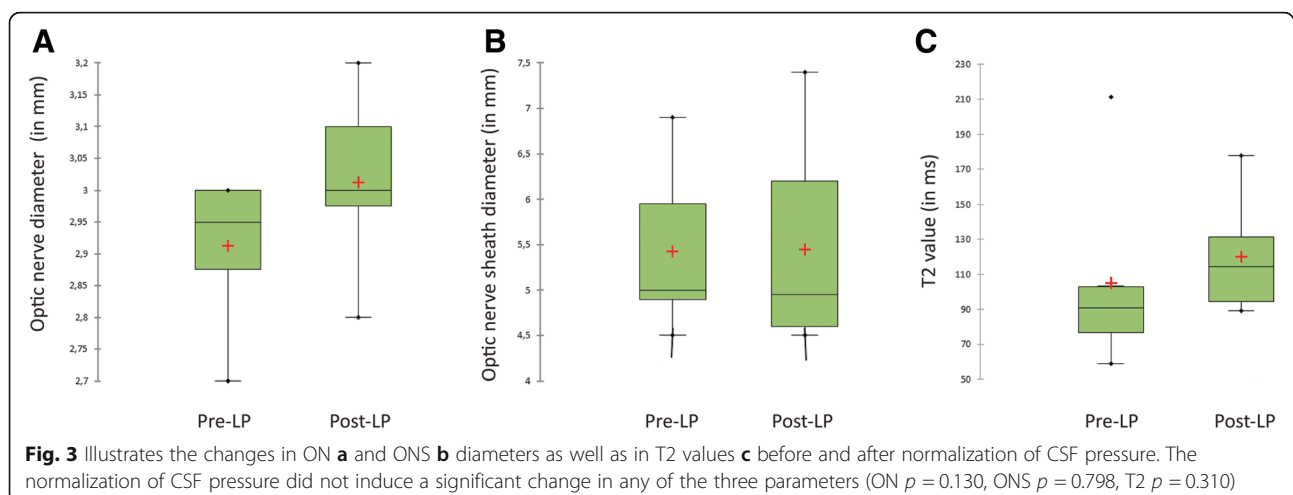 A
Optic nerve diameter (in mm)
3,2
3,15
3,1
3,05
3
2,95
2,9
2,85
2,8
2,75
2,7
Pre-LP
Post-LP
B
Optic nerve sheath diameter (in mm)
7,5
7
6,5
6
5,5
5
4,5
4
Pre-LP
Post-LP
C
T2 value (in ms)
230
210
190
170
150
130
110
90
70
50
Pre-LP
Post-LP
Fig. 3 Illustrates the changes in ON a and ONS b diameters as well as in T2 values c before and after normalization of CSF pressure. The
normalization of CSF pressure did not induce a significant change in any of the three parameters (ON p = 0.130, ONS p = 0.798, T2 p = 0.310)